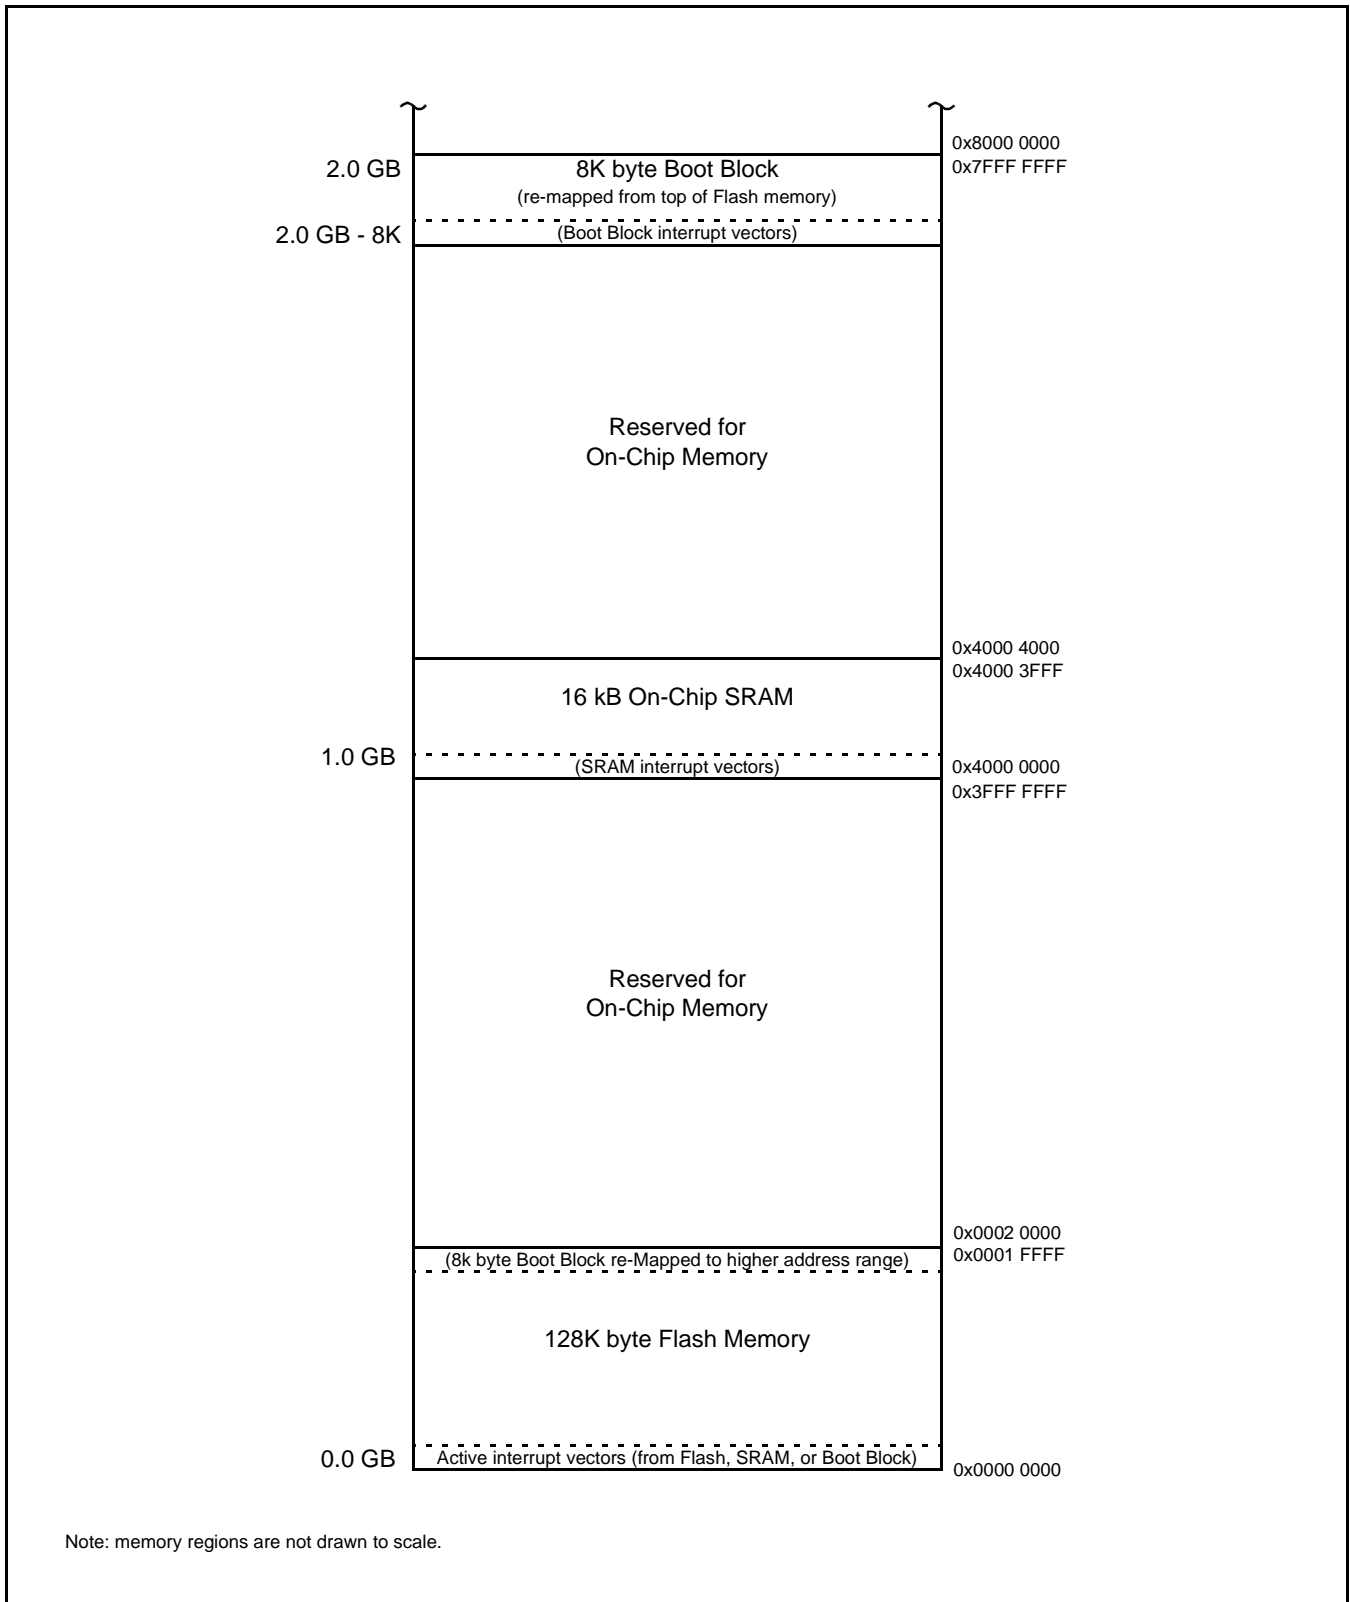 0x8000 0000
2.0 GB
8K byte Boot Block
0x7FFF FFFF
(re-mapped from top of Flash memory)
2.0 GB - 8K
(Boot Block interrupt vectors)
Reserved for
On-Chip Memory
0x4000 4000
0x4000 3FFF
16 kB On-Chip SRAM
1.0 GB
(SRAM interrupt vectors)
0x4000 0000
0x3FFF FFFF
Reserved for
On-Chip Memory
0x0002 0000
(8k byte Boot Block re-Mapped to higher address range)
0x0001 FFFF
128K byte Flash Memory
0.0 GB
Active interrupt vectors (from Flash, SRAM, or Boot Block)
0x0000 0000
Note: memory regions are not drawn to scale.